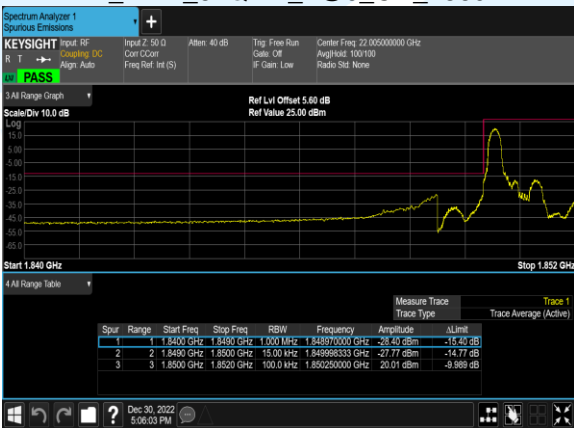 Spectrum Analyzer 1
Spurious Emissions
KEYSIGHT Input: RF Input Z: 50 Ω Atten: 40 dB Trig: Free Run Center Freq: 22.005000000 GHz
R T Coupling: DC Corr CCorr Gate: Off Avg|Hold: 100/100
Align: Auto Freq Ref: Int (S) IF Gain: Low Radio Std: None
PASS
3 All Range Graph
Ref Lvl Offset 5.60 dB
Scale/Div 10.0 dB Ref Value 25.00 dBm
Log
15.0
5.00
-5.00
-15.0
-25.0
-35.0
-45.0
-55.0
-65.0
Start 1.840 GHz Stop 1.852 GHz
4 All Range Table
Measure Trace Trace 1
Trace Type Trace Average (Active)
Spur Range Start Freq Stop Freq RBW Frequency Amplitude ΔLimit
1 1 1.8400 GHz 1.8490 GHz 1.000 MHz 1.848970000 GHz -28.40 dBm -15.40 dB
2 2 1.8490 GHz 1.8500 GHz 15.00 kHz 1.849998333 GHz -27.77 dBm -14.77 dB
3 3 1.8500 GHz 1.8520 GHz 100.0 kHz 1.850250000 GHz 20.01 dBm -9.989 dB
Dec 30, 2022
5:06:03 PM